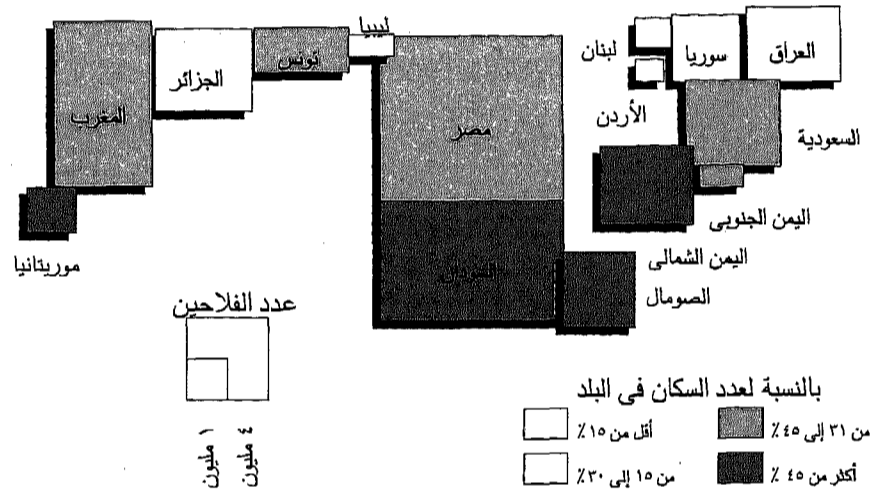 ليبيا
لبنان
سوريا
العراق
الجزائر
تونس
المغرب
مصر
الأردن
السعودية
اليمن الجنوبى
السودان
اليمن الشمالى
الصومال
موريتانيا
عدد الفلاحين
١ مليون
٤ مليون
بالنسبة لعدد السكان فى البلد
من ٣١ إلى ٤٥ ٪
أقل من ١٥ ٪
أكثر من ٤٥ ٪
من ١٥ إلى ٣٠ ٪